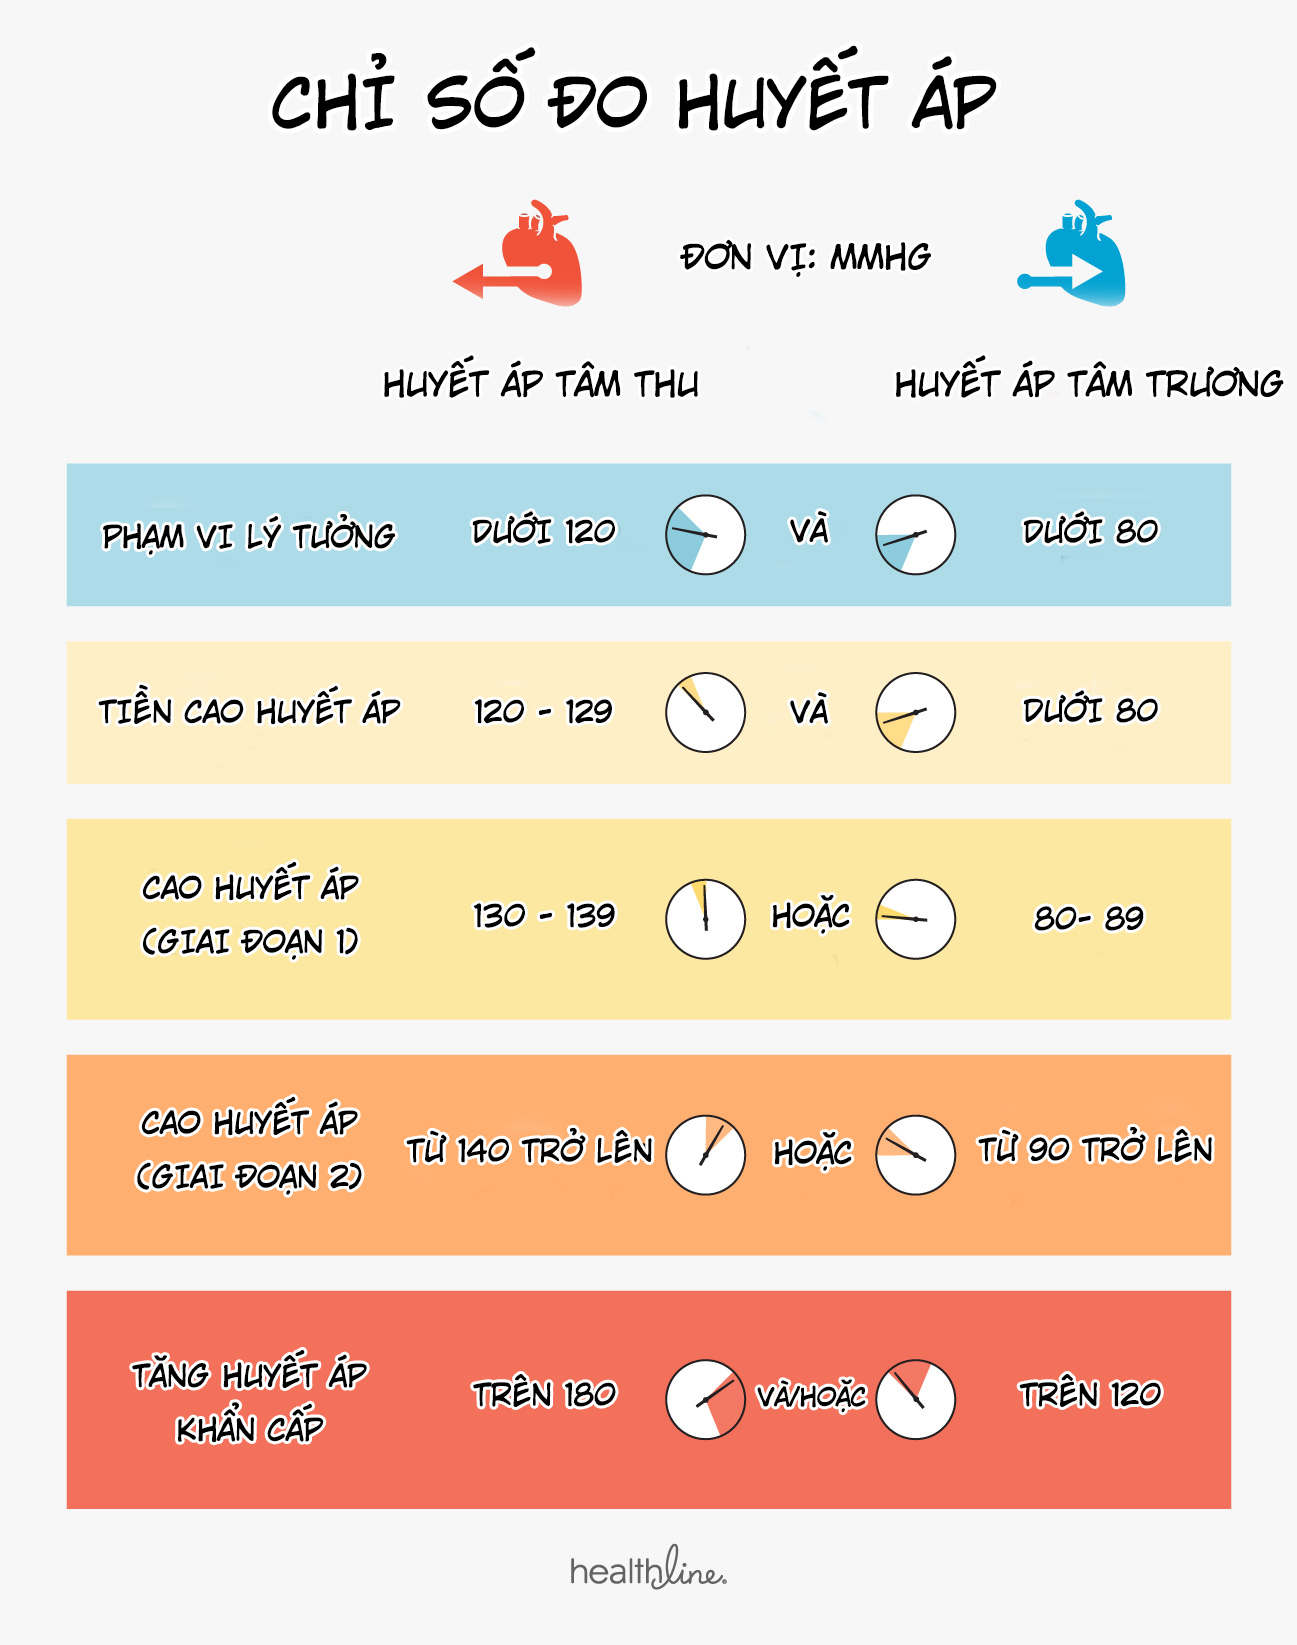 CHỈ SỐ ĐO HUYẾT ÁP
ĐƠN VỊ: MMHG
HUYẾT ÁP TÂM THU
HUYẾT ÁP TÂM TRƯƠNG
PHẠM VI LÝ TƯỞNG DƯỚI 120 VÀ DƯỚI 80
TIỀN CAO HUYẾT ÁP 120 - 129 VÀ DƯỚI 80
CAO HUYẾT ÁP
(GIAI ĐOẠN 1)
130 - 139 HOẶC 80- 89
CAO HUYẾT ÁP
(GIAI ĐOẠN 2)
TỪ 140 TRỞ LÊN HOẶC TỪ 90 TRỞ LÊN
TĂNG HUYẾT ÁP
KHẨN CẤP
TRÊN 180 VÀ/HOẶC TRÊN 120
healthline.